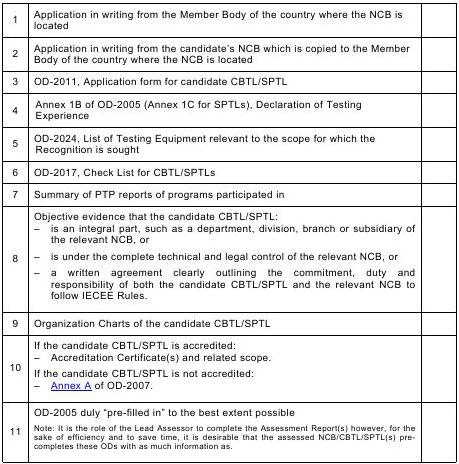 1 Application in writing from the Member Body of the country where the NCB is
located
2 Application in writing from the candidate's NCB which is copied to the Member
Body of the country where the NCB is located
3 OD-2011, Application form for candidate CBTL/SPTL
4 Annex 1B of OD-2005 (Annex 1C for SPTLs), Declaration of Testing
Experience
5 OD-2024, List of Testing Equipment relevant to the scope for which the
Recognition is sought
6 OD-2017, Check List for CBTL/SPTLs
7 Summary of PTP reports of programs participated in
8 Objective evidence that the candidate CBTL/SPTL:
– is an integral part, such as a department, division, branch or subsidiary of
the relevant NCB, or
– is under the complete technical and legal control of the relevant NCB, or
– a written agreement clearly outlining the commitment, duty and
responsibility of both the candidate CBTL/SPTL and the relevant NCB to
follow IECEE Rules.
9 Organization Charts of the candidate CBTL/SPTL
10 If the candidate CBTL/SPTL is accredited:
– Accreditation Certificate(s) and related scope.
If the candidate CBTL/SPTL is not accredited:
– Annex A of OD-2007.
11 OD-2005 duly "pre-filled in" to the best extent possible
Note: It is the role of the Lead Assessor to complete the Assessment Report(s) however, for the
sake of efficiency and to save time, it is desirable that the assessed NCB/CBTL/SPTL(s) pre-
completes these ODs with as much information as.